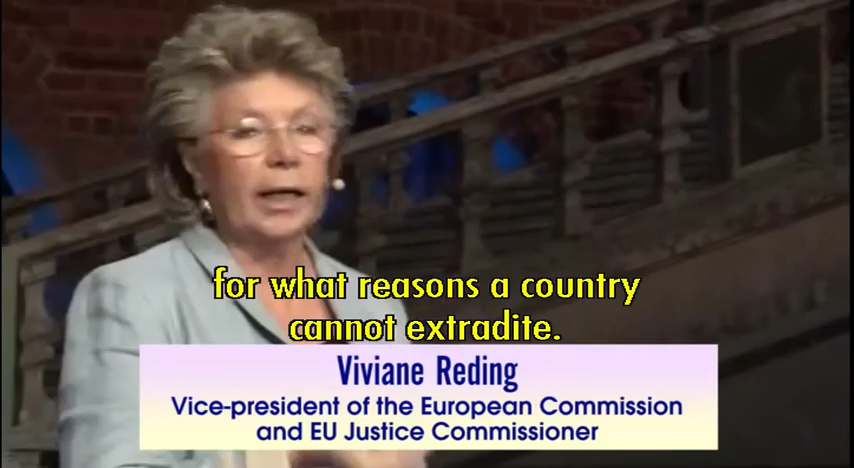 for what reasons a country
cannot extradite.
Viviane Reding
Vice-president of the European Commission
and EU Justice Commissioner